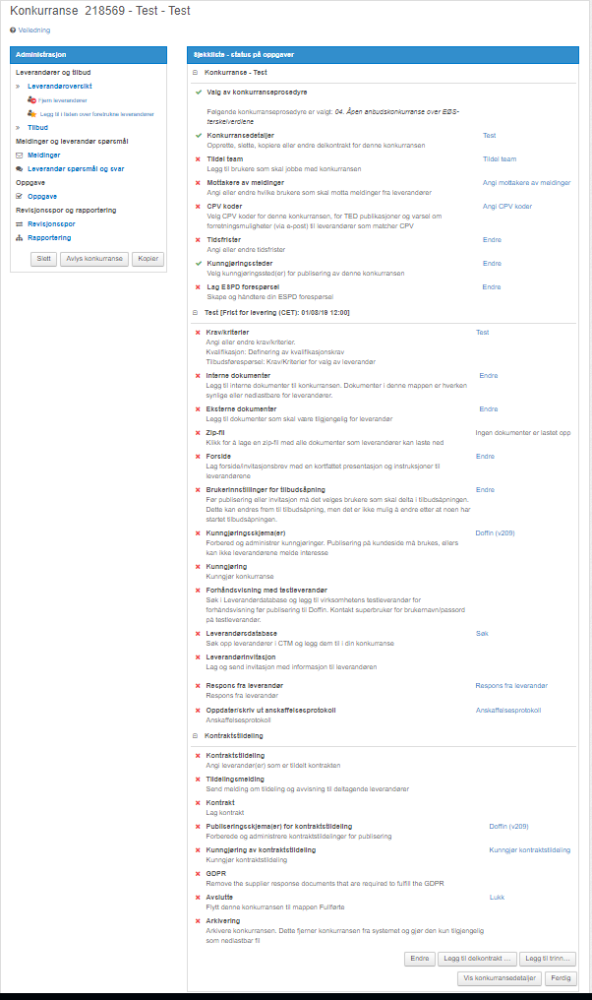 Konkurranse 218569 - Test - Test
Veiledning
Administrasjon
Leverandører og tilbud
» Leverandøroversikt
Fjern leverandører
Legg til i listen over foretrukne leverandører
» Tilbud
Meldinger og leverandør spørsmål
Meldinger
Leverandør spørsmål og svar
Oppgave
Oppgave
Revisjonsspor og rapportering
Revisjonsspor
Rapportering
Slett Avlys konkurranse Kopier
Sjekkliste - status på oppgaver
Konkurranse - Test
Valg av konkurranseprosedyre
Følgende konkurranseprosedyre er valgt: 04. Åpen anbudskonkurranse over EØS-
terskelverdiene
Konkurransedetaljer Test
Opprette, slette, kopiere eller endre delkontrakt for denne konkurransen
Tildel team Tildel team
Legg til brukere som skal jobbe med konkurransen
Mottakere av meldinger Angi mottakere av meldinger
Angi eller endre hvilke brukere som skal motta meldinger fra leverandører
CPV koder Angi CPV koder
Velg CPV koder for denne konkurransen, for TED publikasjoner og varsel om
forretningsmuligheter (via e-post) til leverandører som matcher CPV
Tidsfrister Endre
Angi eller endre tidsfrister
Kunngjøringssteder Endre
Velg kunngjøringssted(er) for publisering av denne konkurransen
Lag ESPD forespørsel Endre
Skape og håndtere din ESPD forespørsel
Test [Frist for levering (CET): 01/08/19 12:00]
Krav/kriterier Test
Angi eller endre krav/kriterier.
Kvalifikasjon: Definering av kvalifikasjonskrav
Tilbudsforespørsel: Krav/Kriterier for valg av leverandør
Interne dokumenter Endre
Legg til interne dokumenter til konkurransen. Dokumenter i denne mappen er hverken
synlige eller nedlastbare for leverandører.
Eksterne dokumenter Endre
Legg til dokumenter som skal være tilgjengelig for leverandør
Zip-fil Ingen dokumenter er lastet opp
Klikk for å lage en zip-fil med alle dokumenter som leverandører kan laste ned
Forside Endre
Lag forside/invitasjonsbrev med en kortfattet presentasjon og instruksjoner til
leverandørene
Brukerinnstillinger for tilbudsåpning Endre
Før publisering eller invitasjon må det velges brukere som skal delta i tilbudsåpningen.
Dette kan endres frem til tilbudsåpning, men det er ikke mulig å endre etter at noen har
startet tilbudsåpningen.
Kunngjøringsskjema(er) Doffin (v209)
Forbered og administrer kunngjøringer. Publisering på kundeside må brukes, ellers
kan ikke leverandørene melde interesse
Kunngjøring
Kunngjør konkurranse
Forhåndsvisning med testleverandør
Søk i Leverandørdatabase og legg til virksomhetens testleverandør for
forhåndsvisning før publisering til Doffin. Kontakt superbruker for brukernavn/passord
på testleverandør.
Leverandørsdatabase Søk
Søk opp leverandører i CTM og legg dem til i din konkurranse
Leverandørinvitasjon
Lag og send invitasjon med informasjon til leverandøren
Respons fra leverandør Respons fra leverandør
Respons fra leverandør
Oppdater/skriv ut anskaffelsesprotokoll Anskaffelsesprotokoll
Anskaffelsesprotokoll
Kontraktstildeling
Kontraktstildeling
Angi leverandør(er) som er tildelt kontrakten
Tildelingsmelding
Send melding om tildeling og avvisning til deltagende leverandører
Kontrakt
Lag kontrakt
Publiseringsskjema(er) for kontraktstildeling Doffin (v209)
Forberede og administrere kontraktstildelinger for publisering
Kunngjøring av kontraktstildeling Kunngjør kontraktstildeling
Kunngjør kontraktstildeling
GDPR
Remove the supplier response documents that are required to fulfill the GDPR
Avslutte Lukk
Flytt denne konkurransen til mappen Fullførte
Arkivering
Arkivere konkurransen. Dette fjerner konkurransen fra systemet og gjør den kun tilgjengelig
som nedlastbar fil
Endre Legg til delkontrakt ... Legg til trinn...
Vis konkurransedetaljer Ferdig